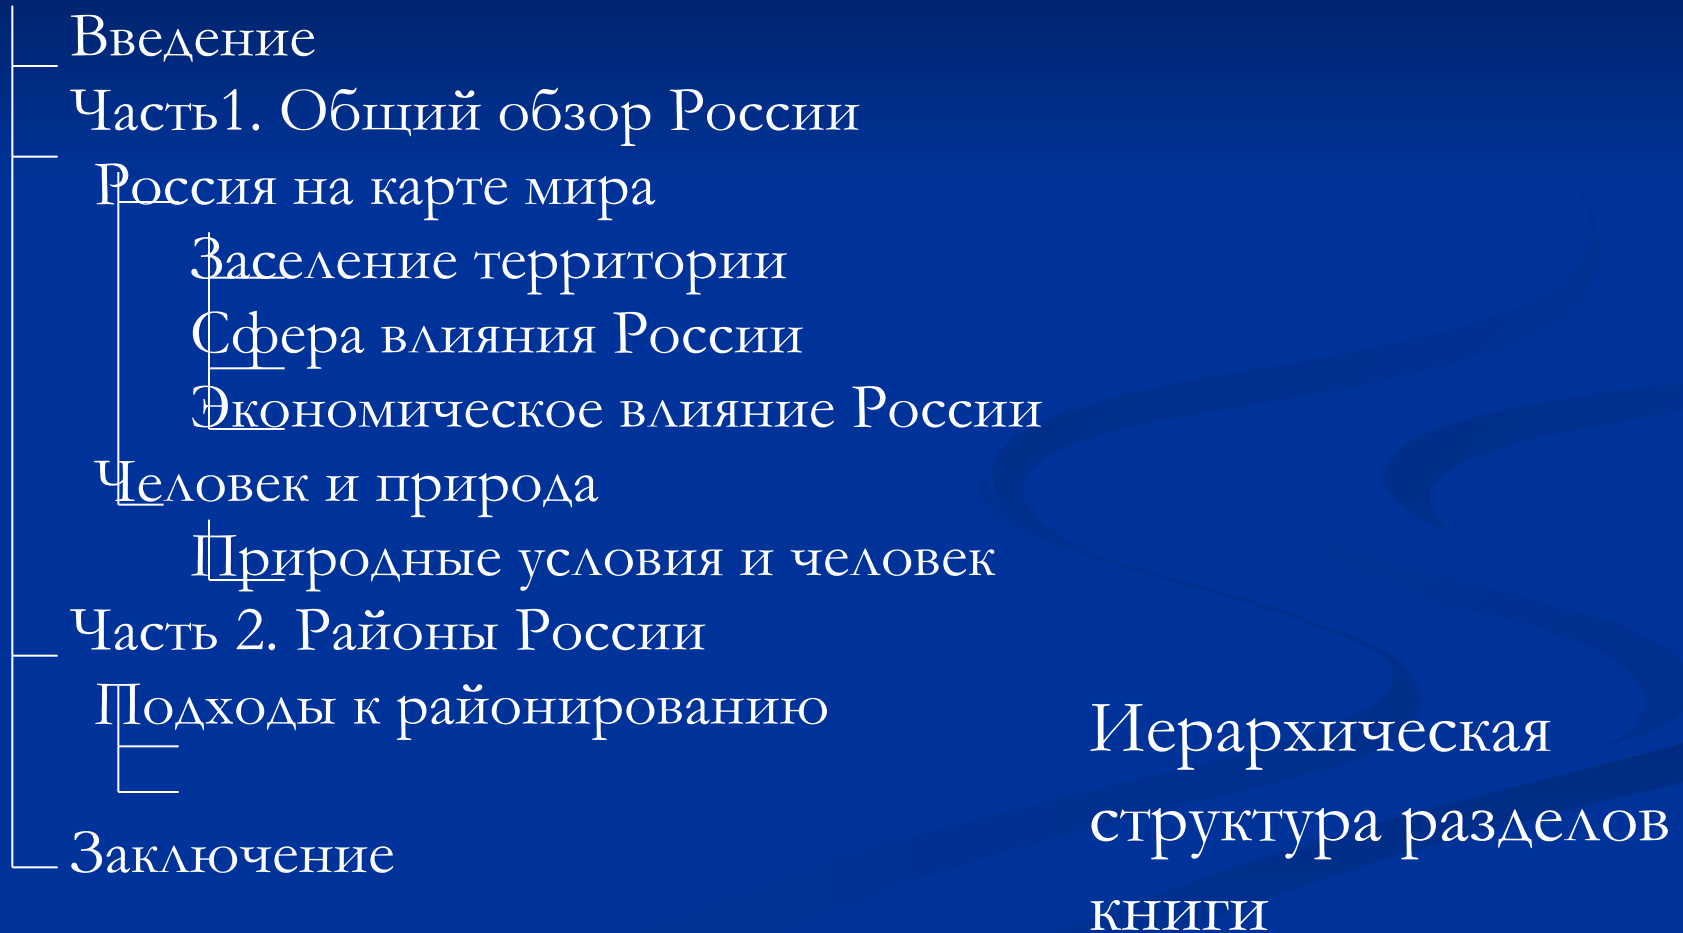 Введение
Часть1. Общий обзор России
Россия на карте мира
Заселение территории
Сфера влияния России
Экономическое влияние России
Человек и природа
Природные условия и человек
Часть 2. Районы России
Подходы к районированию
Заключение
Иерархическая
структура разделов
книги